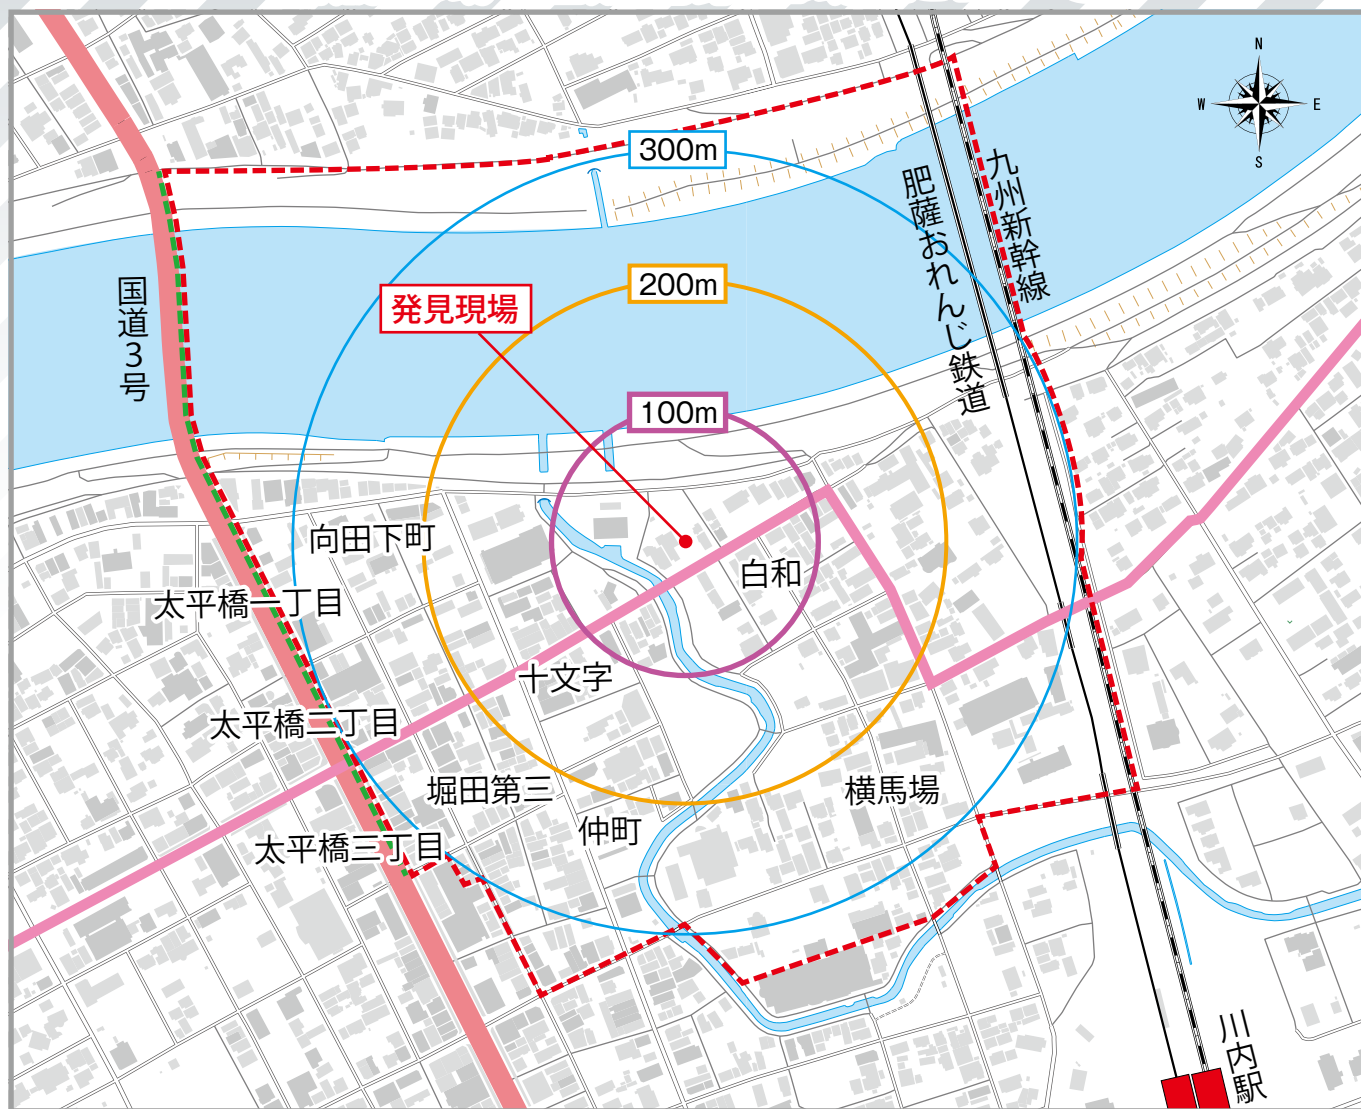 N
W
E
S
300m
九州新幹線
肥薩おれんじ鉄道
国道3号
200m
発見現場
100m
向田下町
白和
太平橋一丁目
十文字
太平橋二丁目
堀田第三
横馬場
仲町
太平橋三丁目
川内駅